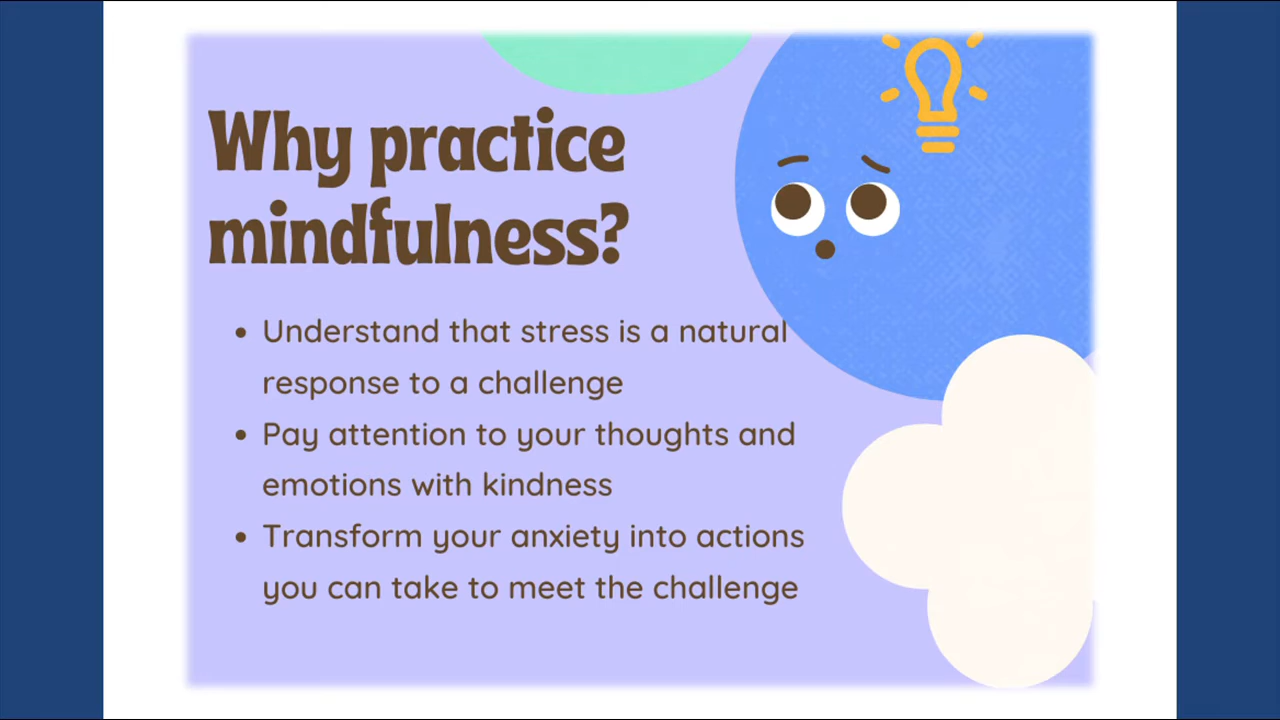 Why practice
mindfulness?
• Understand that stress is a natural
response to a challenge
• Pay attention to your thoughts and
emotions with kindness
• Transform your anxiety into actions
you can take to meet the challenge